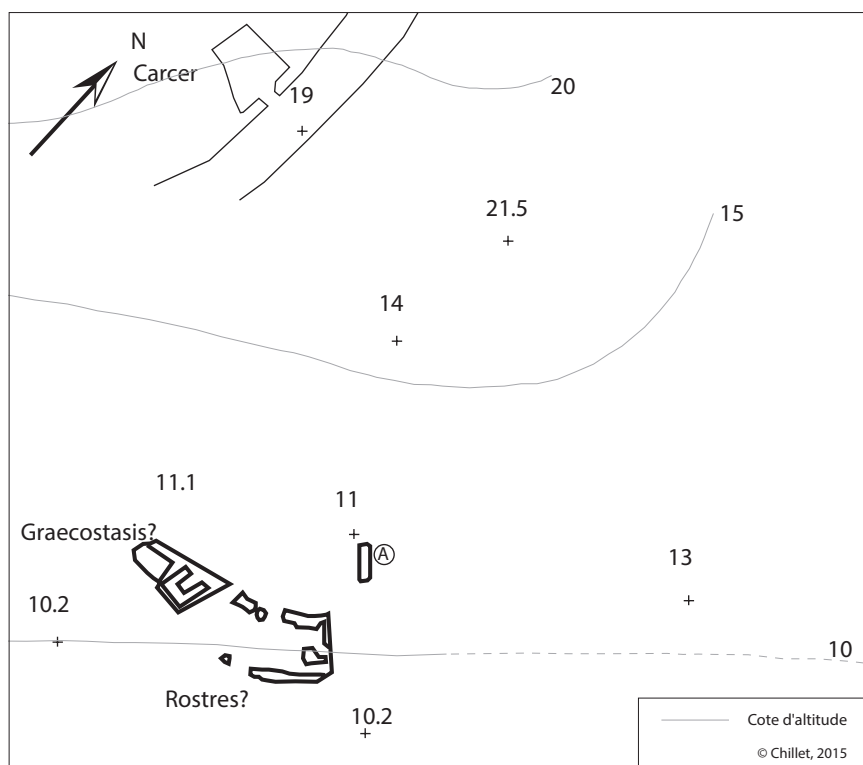 N
Carcer
19
20
21.5
15
14
11.1
11
Graecostasis?
A
13
10.2
10
Rostres?
10.2
Cote d'altitude
© Chillet, 2015